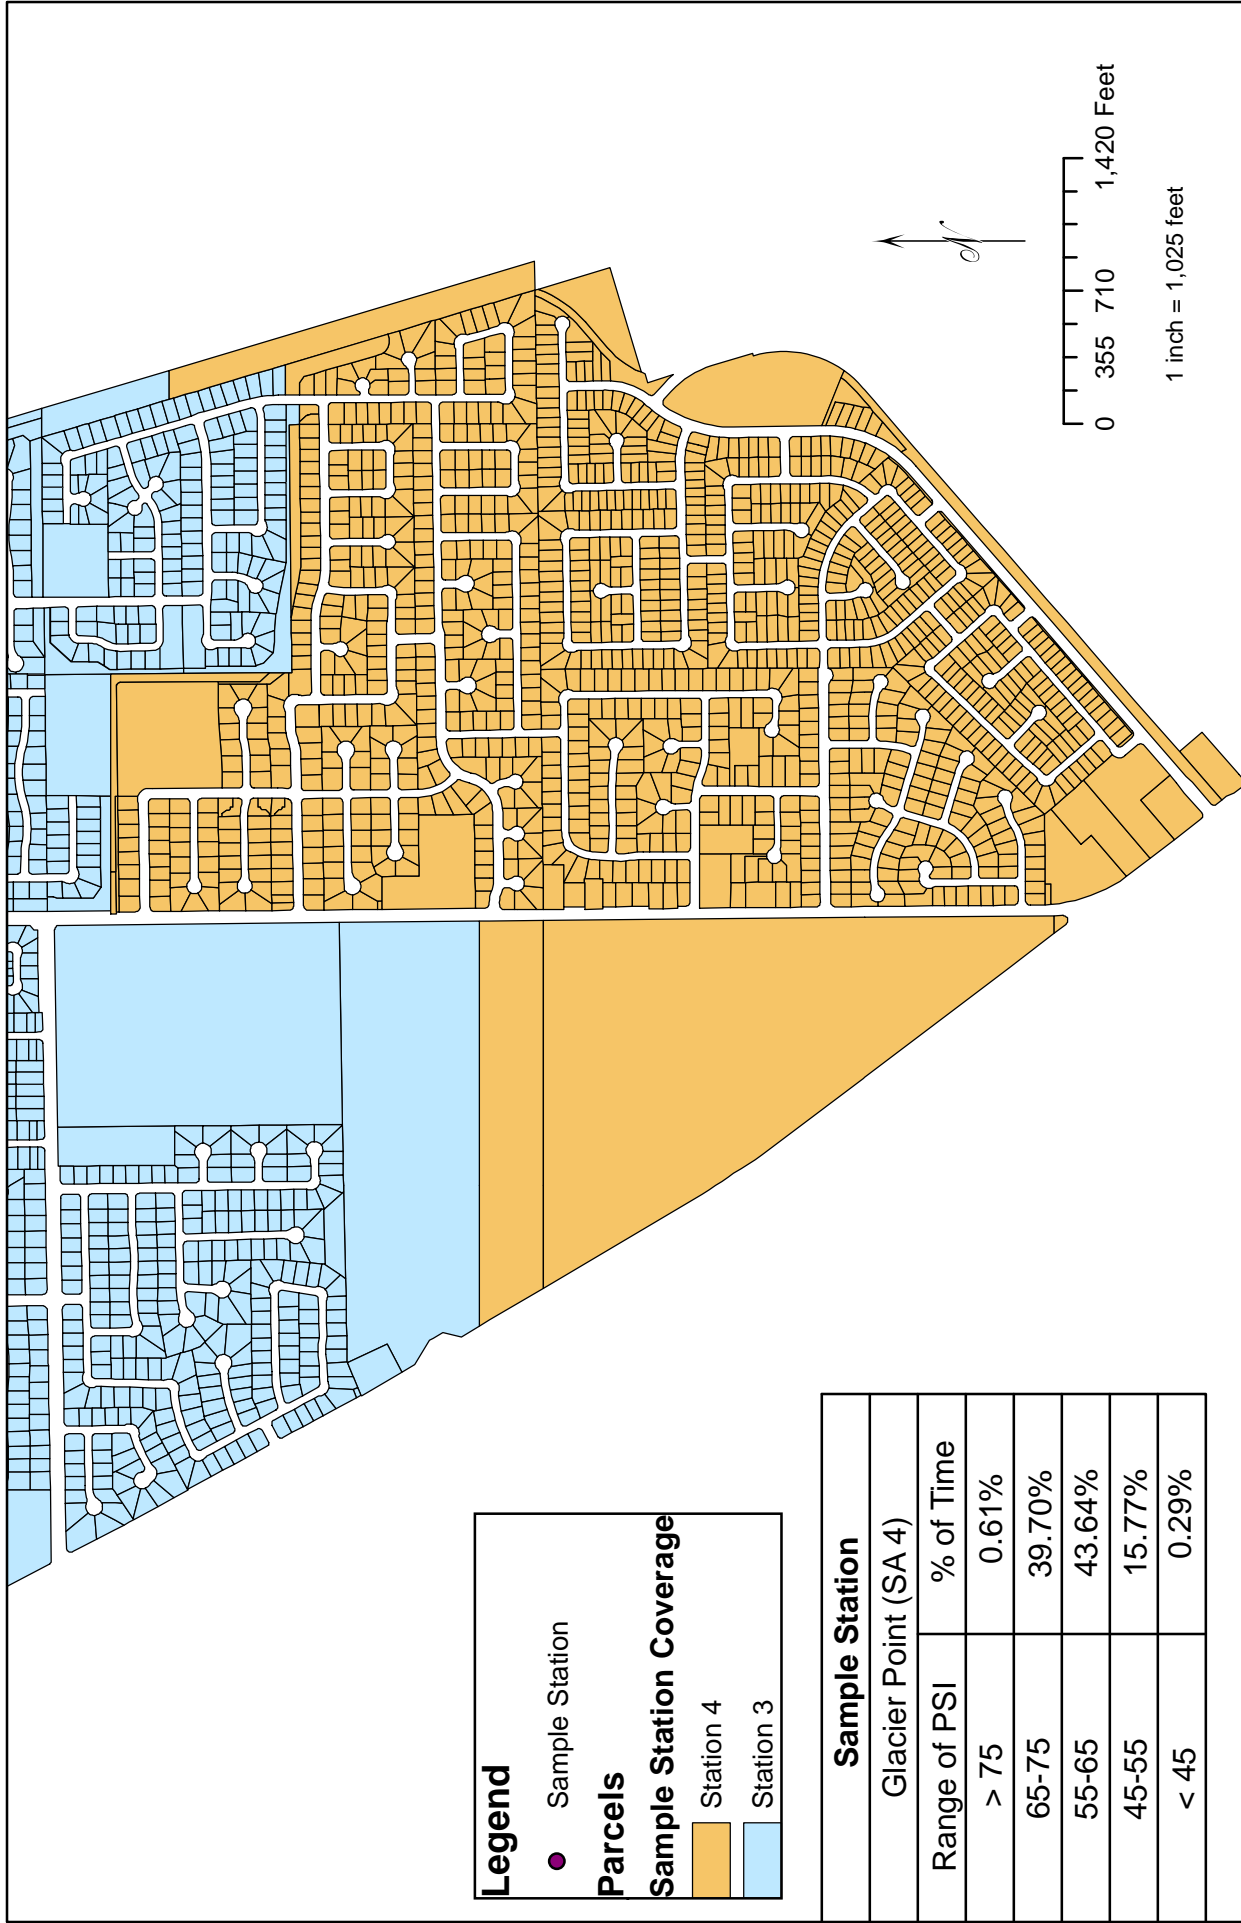 Legend
Sample Station
Parcels
Sample Station Coverage
Station 4
Station 3
Sample Station
Glacier Point (SA 4)
Range of PSI % of Time
> 75 0.61%
65-75 39.70%
55-65 43.64%
45-55 15.77%
< 45 0.29%
N
0 355 710 1,420 Feet
1 inch = 1,025 feet